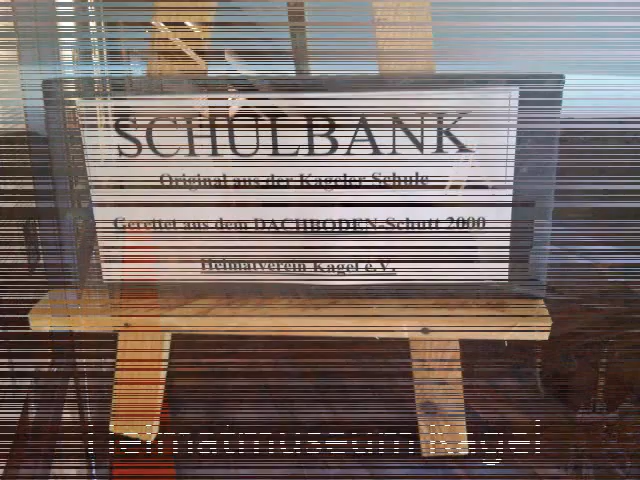 SCHULBANK
Original aus der Kageler Schule
Gerettet aus dem DACHBODEN-Schutt 2000
Heimatverein Kagel e.V.
Heimatmuseum Kagel